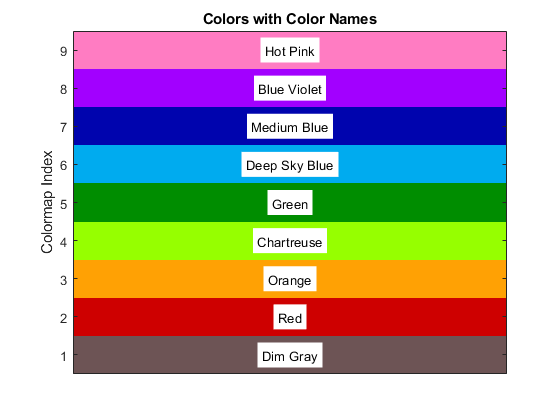 Colors with Color Names
9
Hot Pink
8
Blue Violet
7
Medium Blue
6
Deep Sky Blue
5
Green
4
Chartreuse
3
Orange
2
Red
1
Dim Gray
Colormap Index